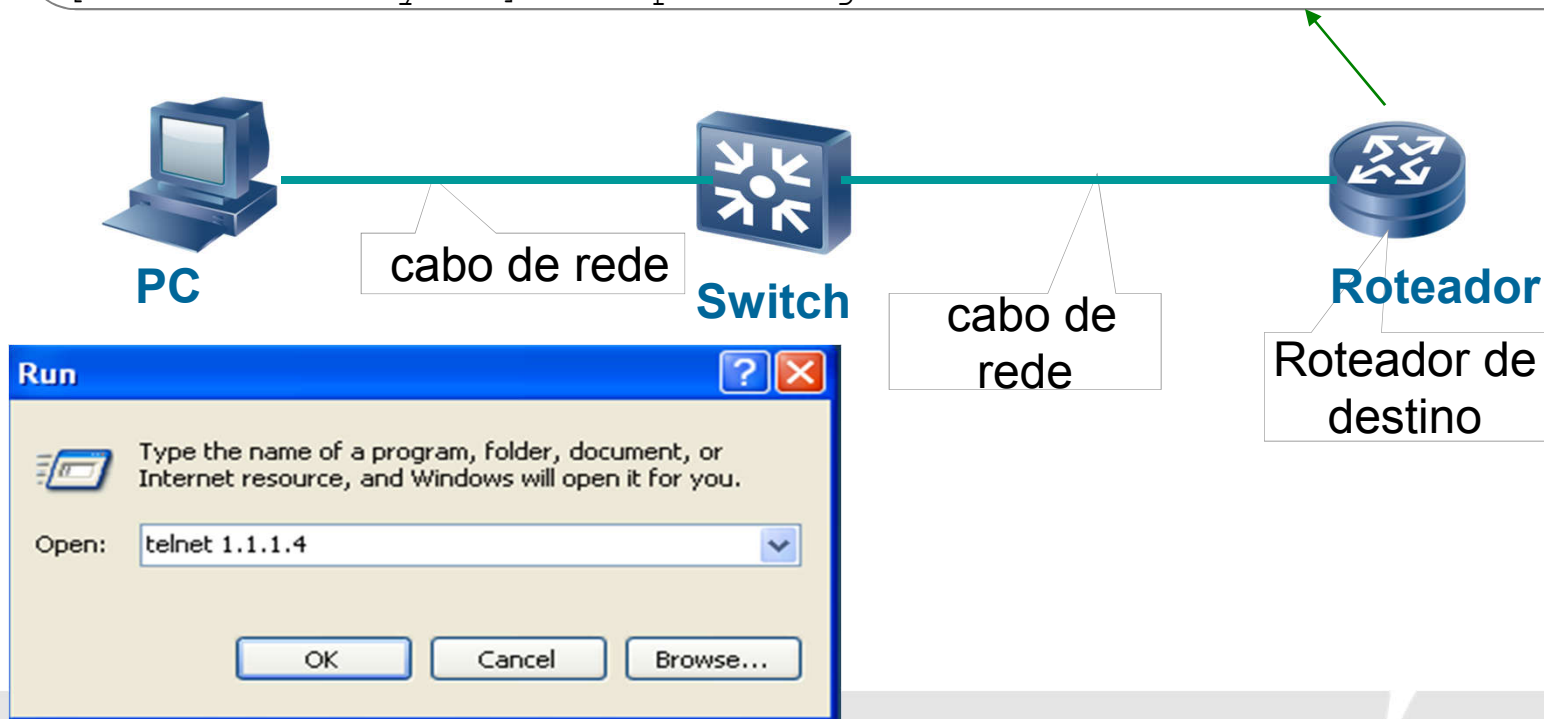 PC
cabo de rede
Switch
cabo de
rede
Roteador
Roteador de
destino
Run
Type the name of a program, folder, document, or
Internet resource, and Windows will open it for you.
Open:
telnet 1.1.1.4
OK
Cancel
Browse...